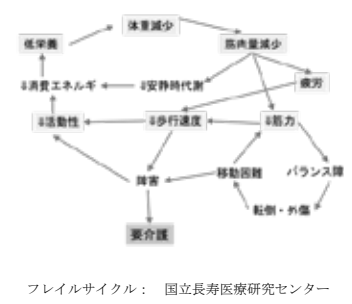 体重減少
低栄養
筋肉量減少
疲労
⇓消費エネルギ
⇓安静時代謝
⇓活動性
⇓歩行速度
⇓筋力
障害
移動困難
バランス障
転倒・外傷
要介護
フレイルサイクル： 国立長寿医療研究センター